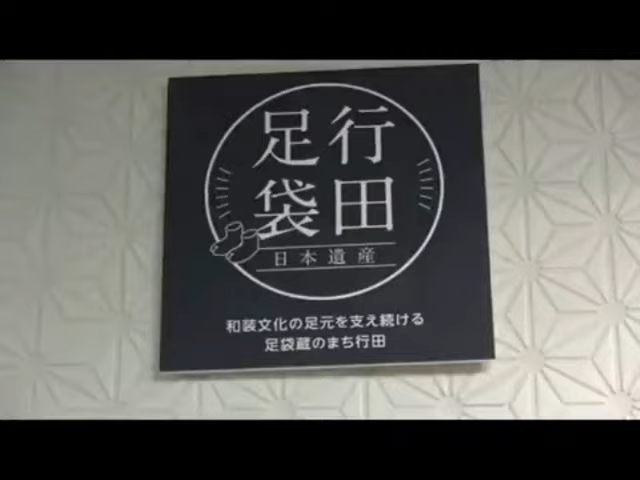 行田
足袋
日本遺産
和装文化の足元を支え続ける
足袋蔵のまち行田